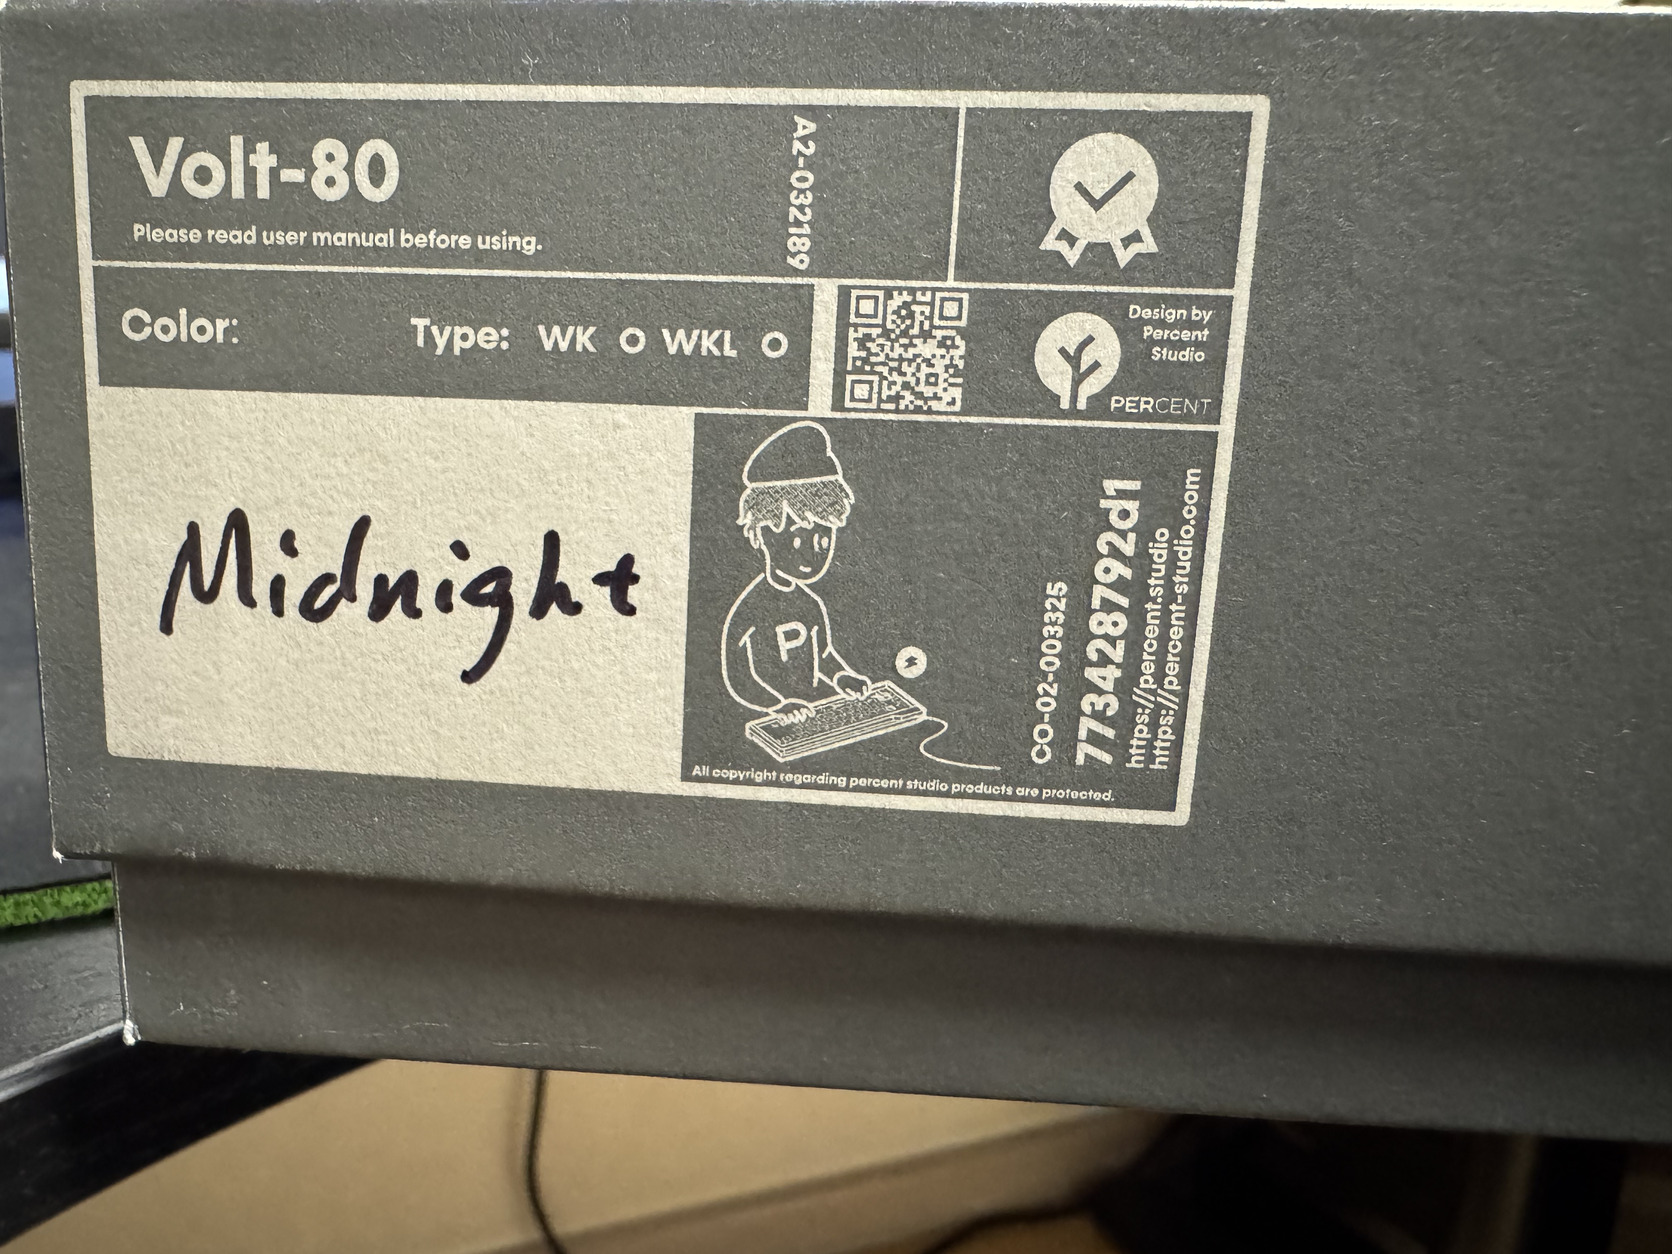 Volt-80
Please read user manual before using.
A2-032189
Color:
Type: WK O WKL O
Design by
Percent
Studio
PERCENT
Midnight
P
CO-02-003325
773428792d1
https://percent.studio
https://percent-studio.com
All copyright regarding percent studio products are protected.